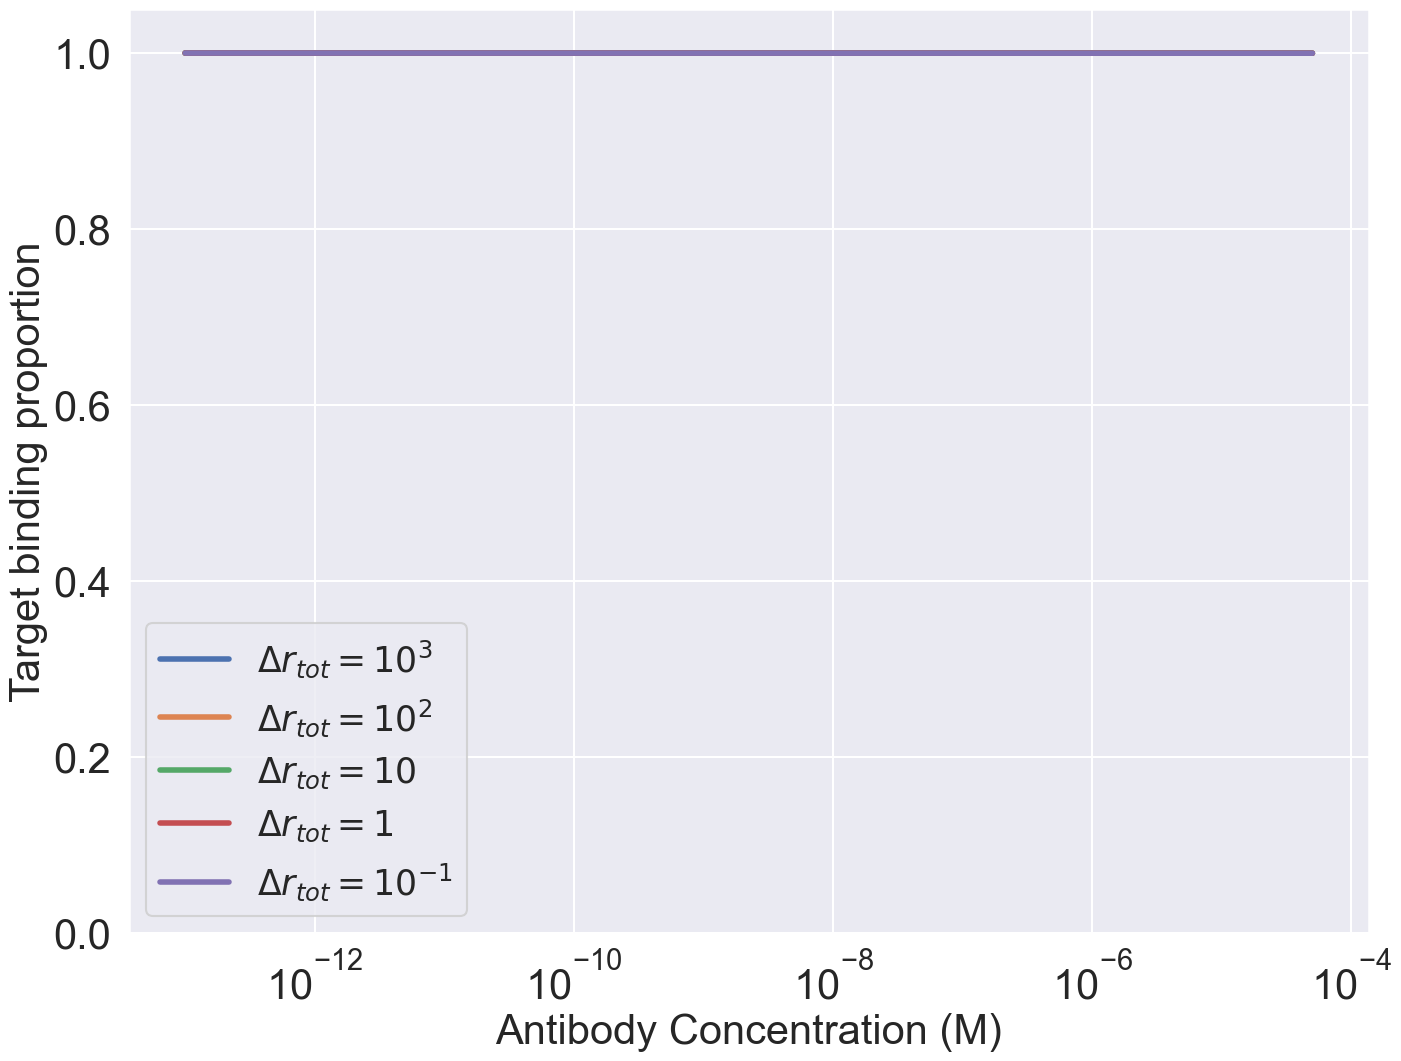 Target binding proportion
1.0
0.8
0.6
0.4
0.2
0.0
Δr_tot = 10^3
Δr_tot = 10^2
Δr_tot = 10
Δr_tot = 1
Δr_tot = 10^−1
10^−12 10^−10 10^−8 10^−6 10^−4
Antibody Concentration (M)